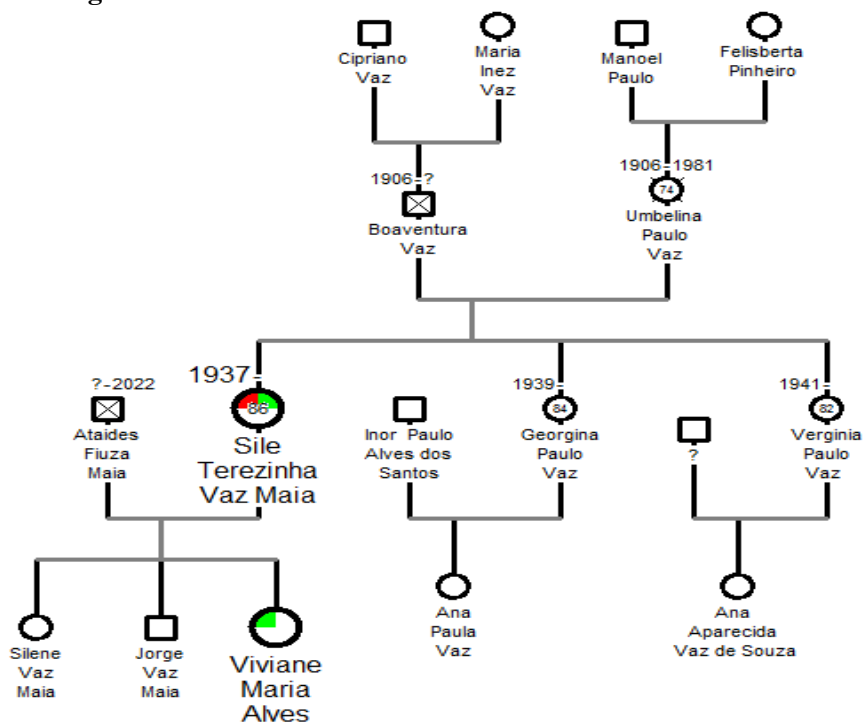 Cipriano
Vaz
Maria
Inez
Vaz
Manoel
Paulo
Felisberta
Pinheiro
1906-?
Boaventura
Vaz
1906-1981
74
Umbelina
Paulo
Vaz
?-2022
Ataides
Fiuza
Maia
1937-
86
Sile
Terezinha
Vaz Maia
Inor Paulo
Alves dos
Santos
1939-
84
Georgina
Paulo
Vaz
?
1941-
82
Verginia
Paulo
Vaz
Silene
Vaz
Maia
Jorge
Vaz
Maia
Viviane
Maria
Alves
Ana
Paula
Vaz
Ana
Aparecida
Vaz de Souza